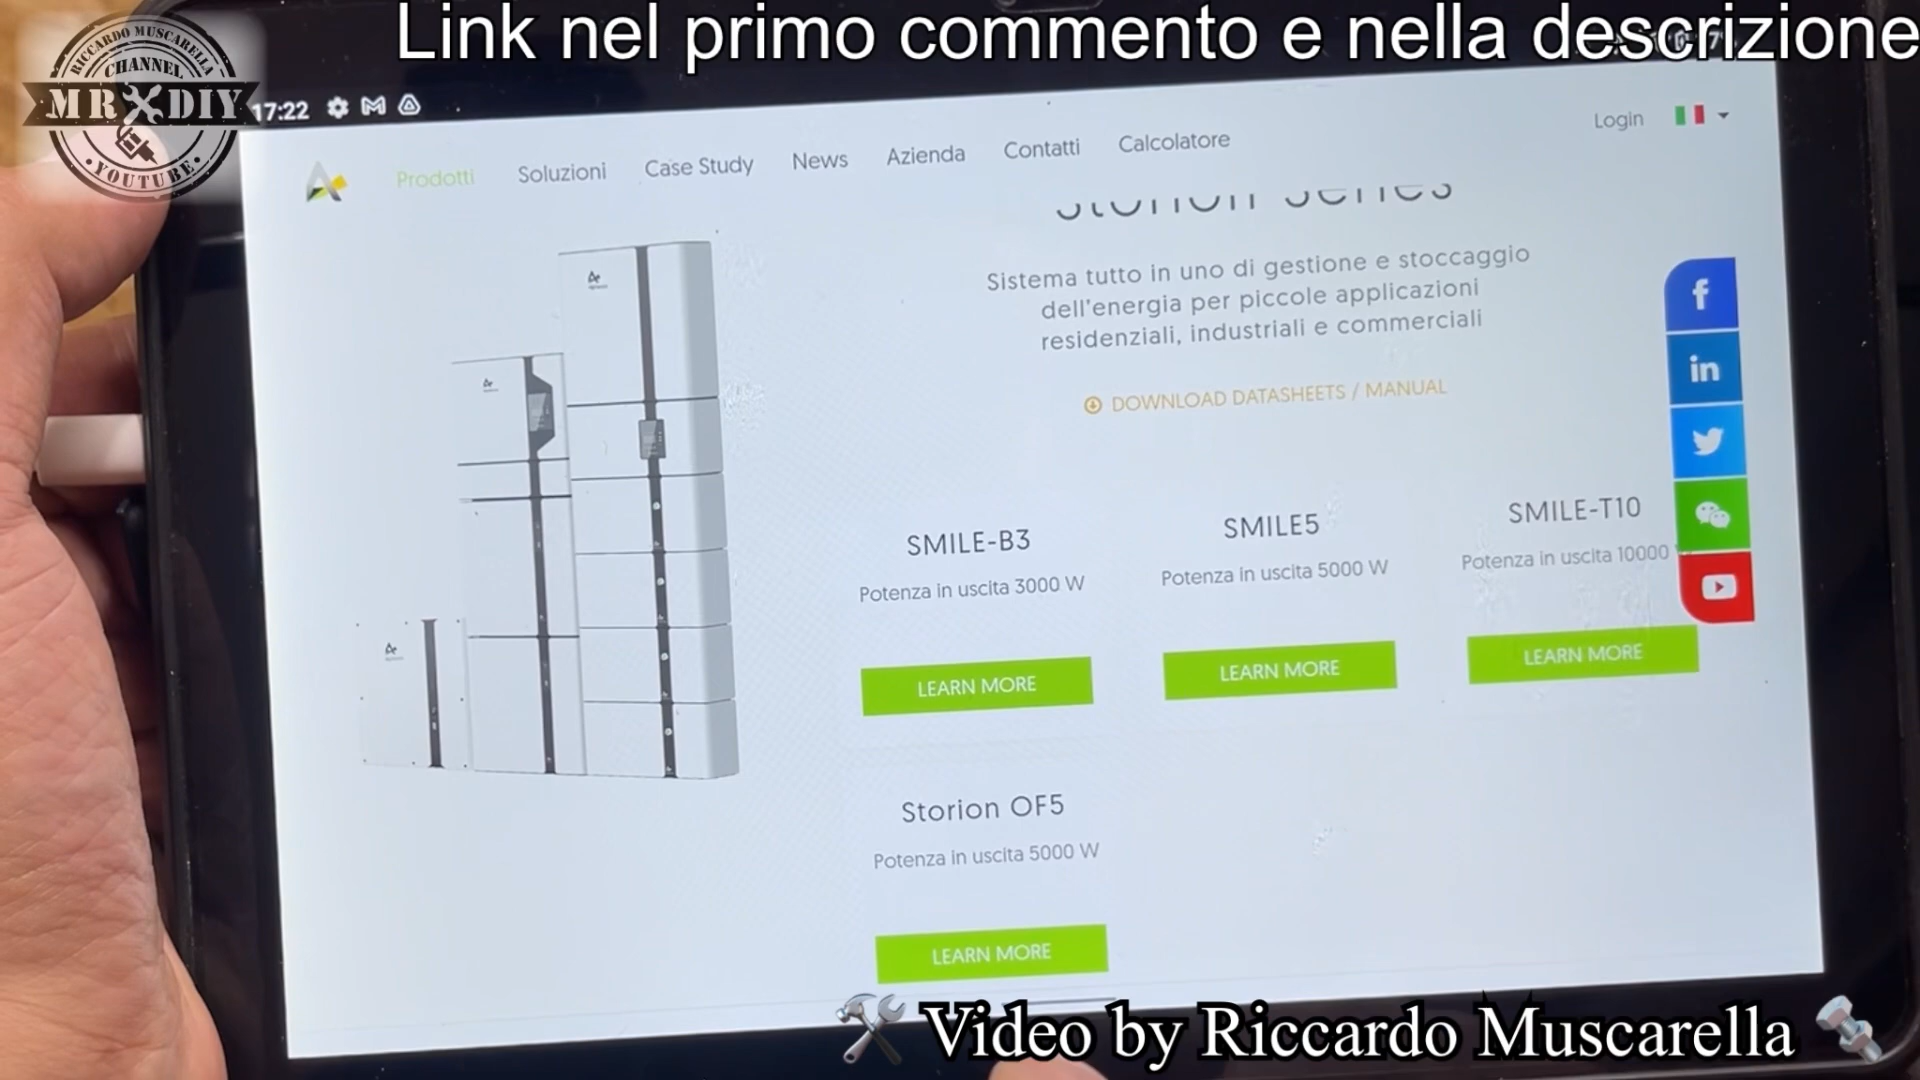 Link nel primo commento e nella descrizione
RICCARDO MUSCARELLA
CHANNEL
MR DIY
YOUTUBE
17:22
Prodotti
Soluzioni
Case Study
News
Azienda
Contatti
Calcolatore
Login
Storion Series
Sistema tutto in uno di gestione e stoccaggio
dell'energia per piccole applicazioni
residenziali, industriali e commerciali
DOWNLOAD DATASHEETS / MANUAL
SMILE-B3
Potenza in uscita 3000 W
LEARN MORE
SMILE5
Potenza in uscita 5000 W
LEARN MORE
SMILE-T10
Potenza in uscita 10000
LEARN MORE
Storion OF5
Potenza in uscita 5000 W
LEARN MORE
f
in
Video by Riccardo Muscarella